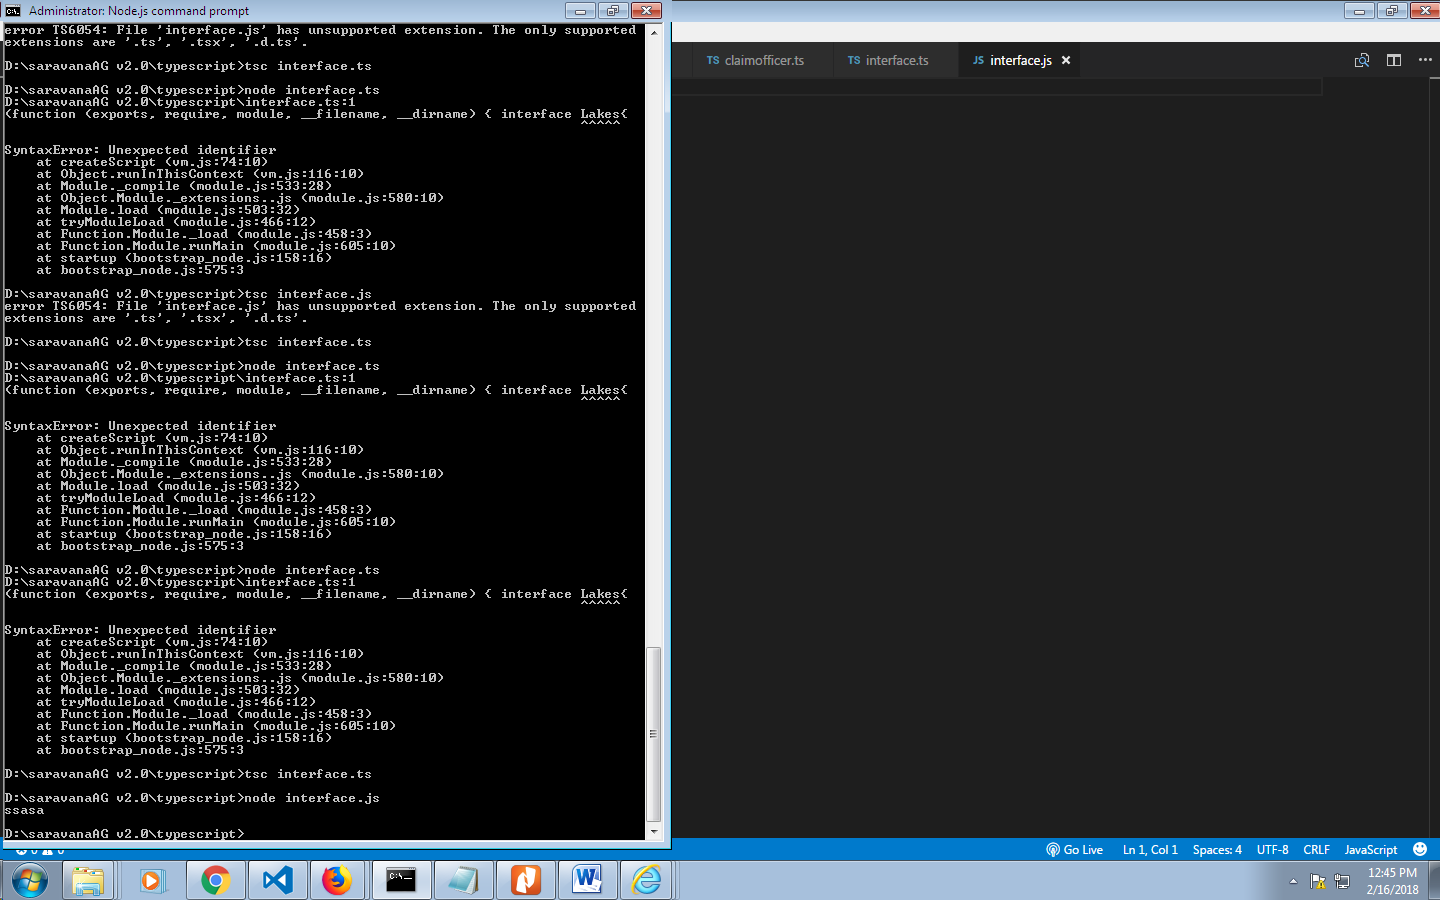 Administrator: Node.js command prompt
error TS6054: File 'interface.js' has unsupported extension. The only supported
extensions are '.ts', '.tsx', '.d.ts'.
D:\saravanaAG v2.0\typescript>tsc interface.ts
D:\saravanaAG v2.0\typescript>node interface.ts
D:\saravanaAG v2.0\typescript\interface.ts:1
(function (exports, require, module, __filename, __dirname) { interface Lakes{
^^^^^
SyntaxError: Unexpected identifier
at createScript (vm.js:74:10)
at Object.runInThisContext (vm.js:116:10)
at Module._compile (module.js:533:28)
at Object.Module._extensions..js (module.js:580:10)
at Module.load (module.js:503:32)
at tryModuleLoad (module.js:466:12)
at Function.Module._load (module.js:458:3)
at Function.Module.runMain (module.js:605:10)
at startup (bootstrap_node.js:158:16)
at bootstrap_node.js:575:3
D:\saravanaAG v2.0\typescript>tsc interface.js
error TS6054: File 'interface.js' has unsupported extension. The only supported
extensions are '.ts', '.tsx', '.d.ts'.
D:\saravanaAG v2.0\typescript>tsc interface.ts
D:\saravanaAG v2.0\typescript>node interface.ts
D:\saravanaAG v2.0\typescript\interface.ts:1
(function (exports, require, module, __filename, __dirname) { interface Lakes{
^^^^^
SyntaxError: Unexpected identifier
at createScript (vm.js:74:10)
at Object.runInThisContext (vm.js:116:10)
at Module._compile (module.js:533:28)
at Object.Module._extensions..js (module.js:580:10)
at Module.load (module.js:503:32)
at tryModuleLoad (module.js:466:12)
at Function.Module._load (module.js:458:3)
at Function.Module.runMain (module.js:605:10)
at startup (bootstrap_node.js:158:16)
at bootstrap_node.js:575:3
D:\saravanaAG v2.0\typescript>node interface.ts
D:\saravanaAG v2.0\typescript\interface.ts:1
(function (exports, require, module, __filename, __dirname) { interface Lakes{
^^^^^
SyntaxError: Unexpected identifier
at createScript (vm.js:74:10)
at Object.runInThisContext (vm.js:116:10)
at Module._compile (module.js:533:28)
at Object.Module._extensions..js (module.js:580:10)
at Module.load (module.js:503:32)
at tryModuleLoad (module.js:466:12)
at Function.Module._load (module.js:458:3)
at Function.Module.runMain (module.js:605:10)
at startup (bootstrap_node.js:158:16)
at bootstrap_node.js:575:3
D:\saravanaAG v2.0\typescript>tsc interface.ts
D:\saravanaAG v2.0\typescript>node interface.js
ssasa
D:\saravanaAG v2.0\typescript>
TS claimofficer.ts
TS interface.ts
JS interface.js
Go Live Ln 1, Col 1 Spaces: 4 UTF-8 CRLF JavaScript
12:45 PM
2/16/2018